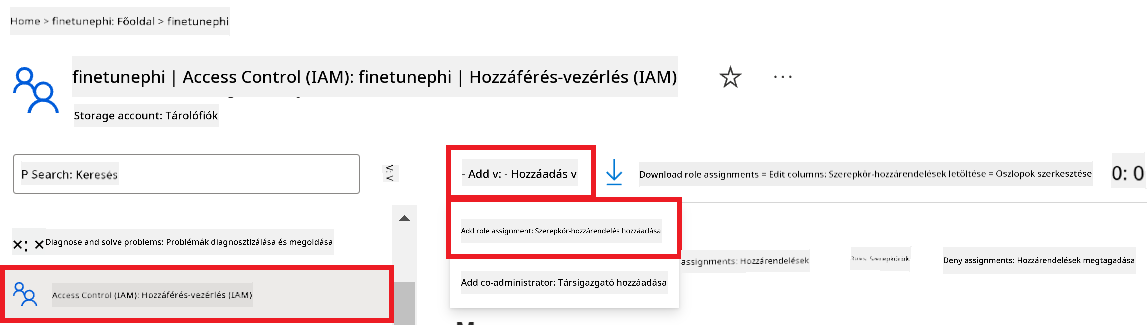 Home > finetunephi: Főoldal > finetunephi
finetunephi | Access Control (IAM): finetunephi | Hozzáférés-vezérlés (IAM)
Storage account: Tárolófiók
P Search: Keresés
- Add v: - Hozzáadás v
Download role assignments = Edit columns: Szerepkör-hozzárendelések letöltése = Oszlopok szerkesztése
0: 0
Add role assignment: Szerepkör-hozzárendelés hozzáadása
×: × Diagnose and solve problems: Problémák diagnosztizálása és megoldása
assignments: Hozzárendelések
Roles: Szerepkörök
Deny assignments: Hozzárendelések megtagadása
Access Control (IAM): Hozzáférés-vezérlés (IAM)
Add co-administrator: Társigazgató hozzáadása